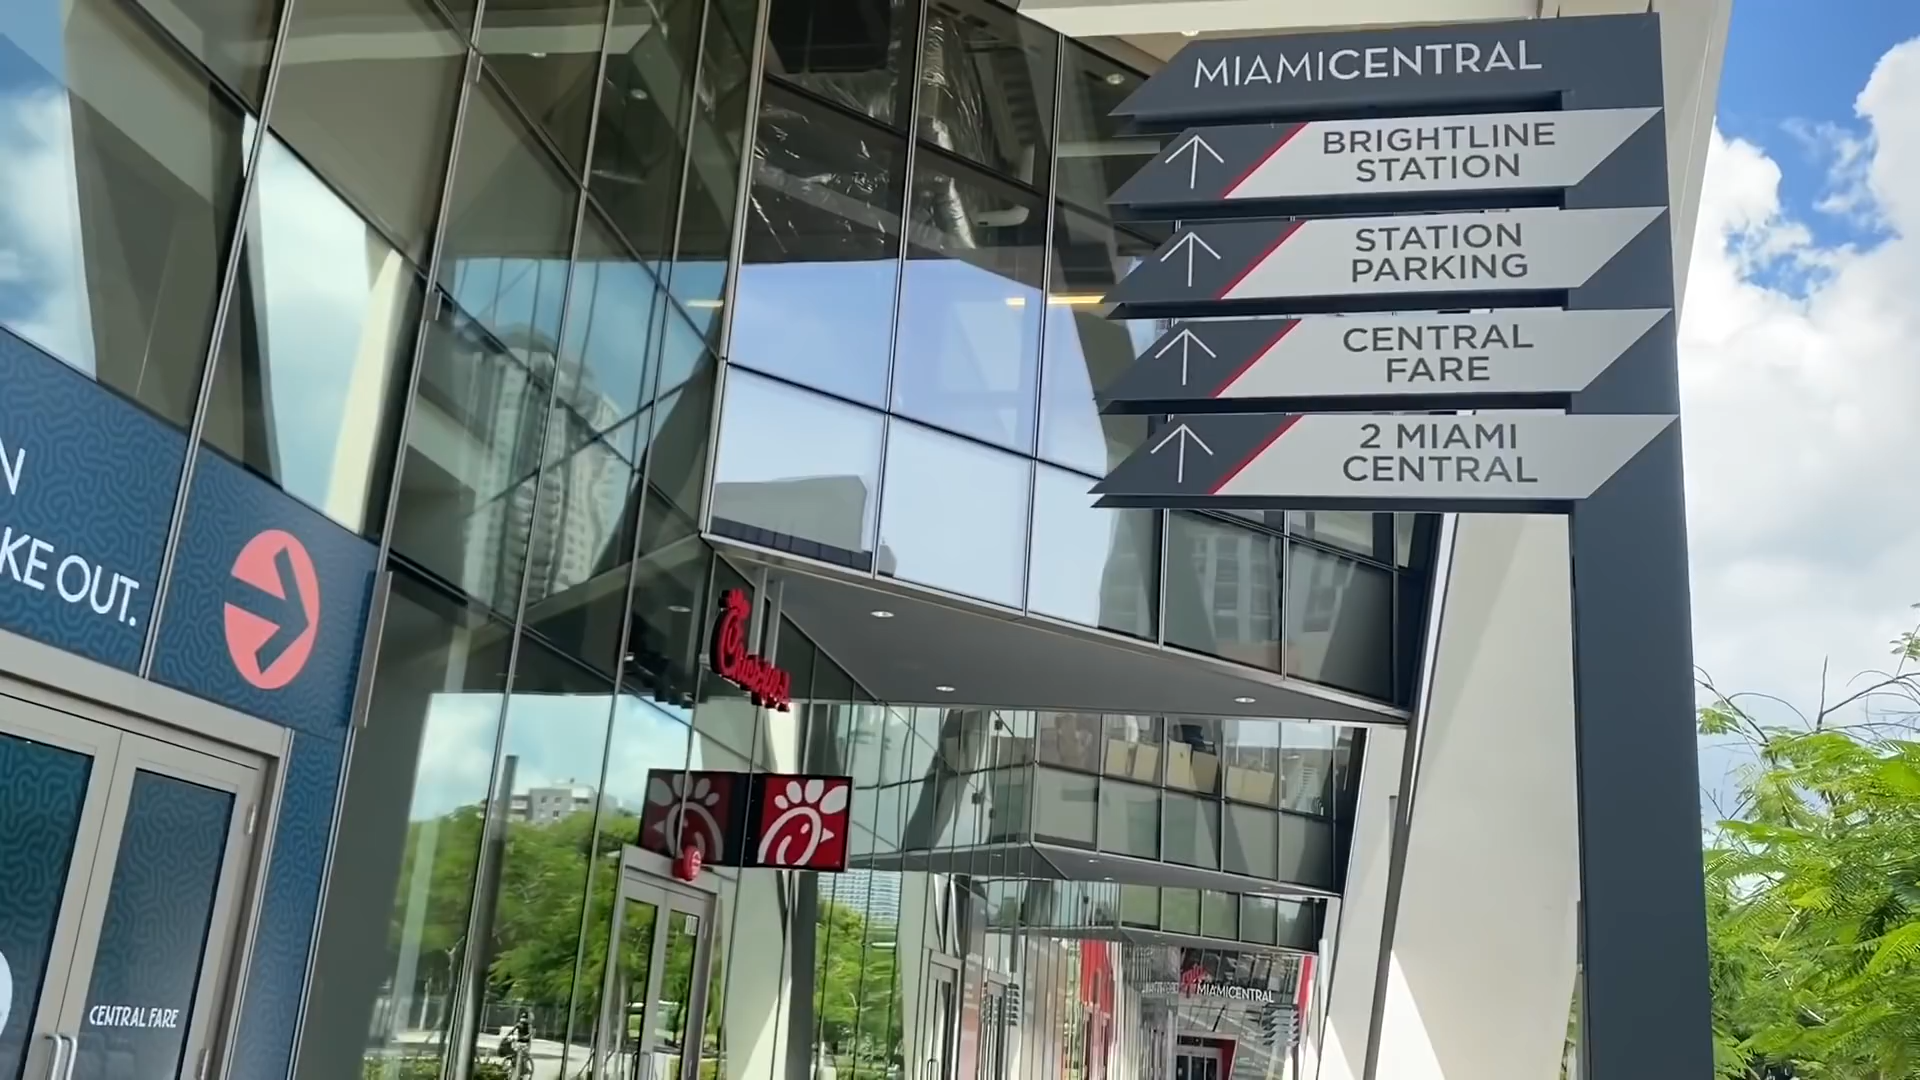 MIAMICENTRAL
BRIGHTLINE
STATION
STATION
PARKING
CENTRAL
FARE
2 MIAMI
CENTRAL
N
KE OUT.
CENTRAL FARE
MIAMICENTRAL